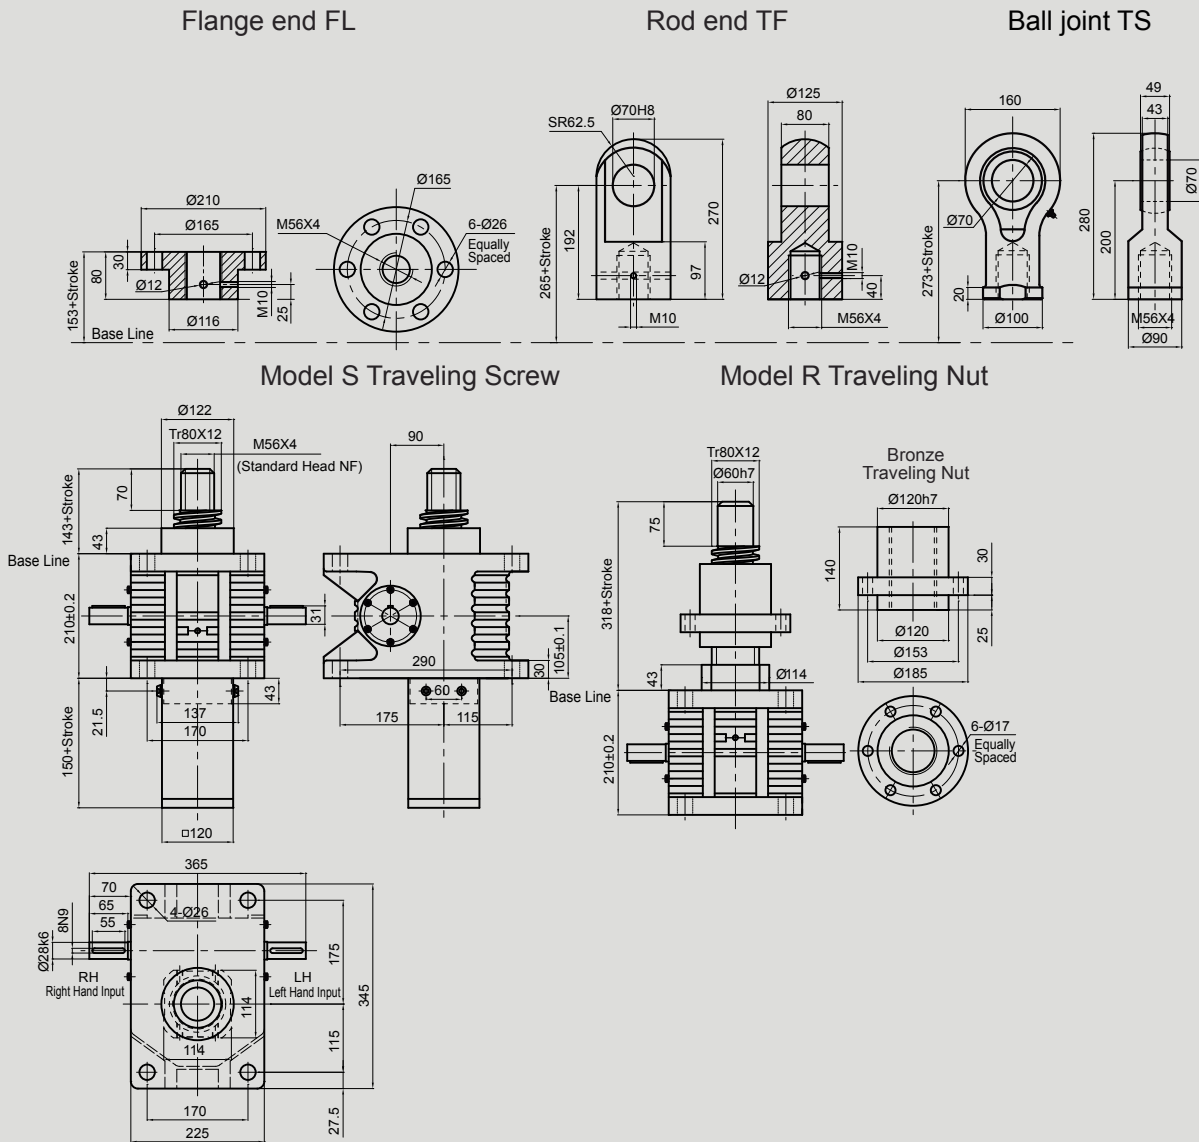 Flange end FL
Rod end TF
Ball joint TS
Ø210
Ø165
30
80
153+Stroke
Ø12
Ø116
M10
25
Base Line
Ø165
M56X4
6-Ø26
Equally
Spaced
Ø70H8
SR62.5
270
192
265+Stroke
97
M10
Ø125
80
Ø12
M10
40
M56X4
160
Ø70
273+Stroke
20
Ø100
49
43
Ø70
280
200
M56X4
Ø90
Model S Traveling Screw
Model R Traveling Nut
Ø122
Tr80X12
M56X4
(Standard Head NF)
70
143+Stroke
43
Base Line
210±0.2
31
21.5
43
137
170
150+Stroke
□120
90
290
30
105±0.1
60
175
115
Tr80X12
Ø60h7
75
318+Stroke
43
Ø114
Base Line
210±0.2
Bronze
Traveling Nut
Ø120h7
140
30
25
Ø120
Ø153
Ø185
6-Ø17
Equally
Spaced
365
70
65
55
8N9
Ø28k6
4-Ø26
RH
Right Hand Input
LH
Left Hand Input
114
114
175
345
115
27.5
170
225